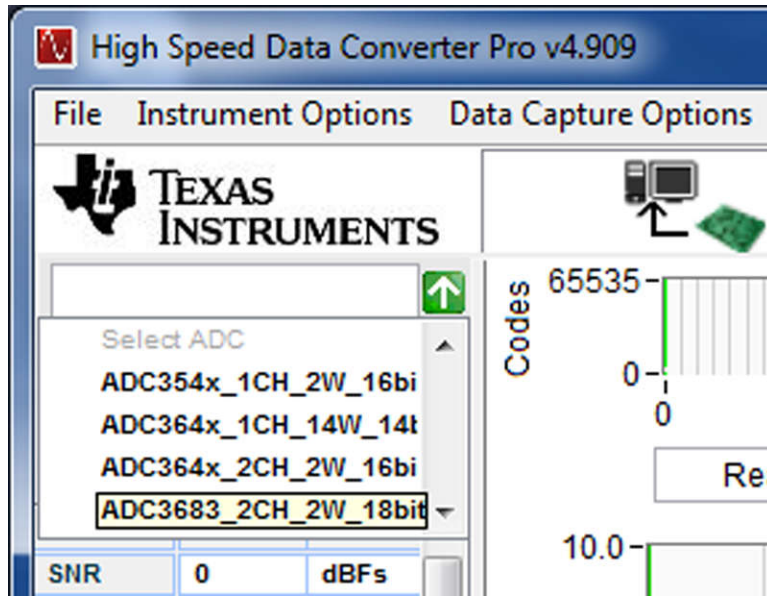 High Speed Data Converter Pro v4.909
File Instrument Options Data Capture Options
TEXAS
INSTRUMENTS
Select ADC
ADC354x_1CH_2W_16bi
ADC364x_1CH_14W_14
ADC364x_2CH_2W_16bi
ADC3683_2CH_2W_18bit
SNR 0 dBFs
Codes
65535
0
0
Re
10.0